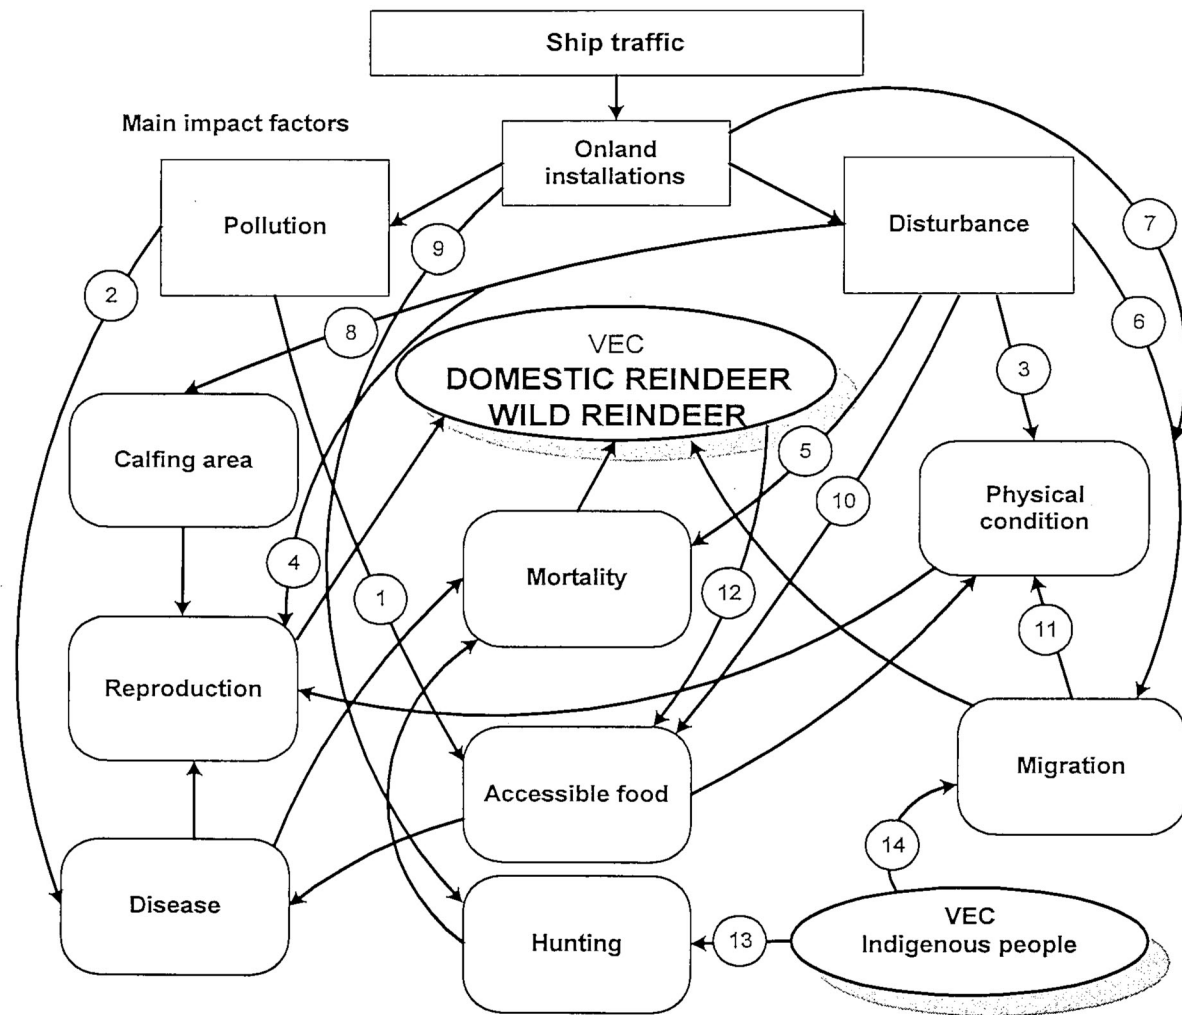 Ship traffic
Main impact factors
Onland
installations
Pollution
Disturbance
7
9
2
6
8
VEC
DOMESTIC REINDEER
WILD REINDEER
3
Calfing area
5
10
Physical
condition
4
Mortality
12
1
11
Reproduction
Migration
Accessible food
14
Disease
VEC
Indigenous people
Hunting
13